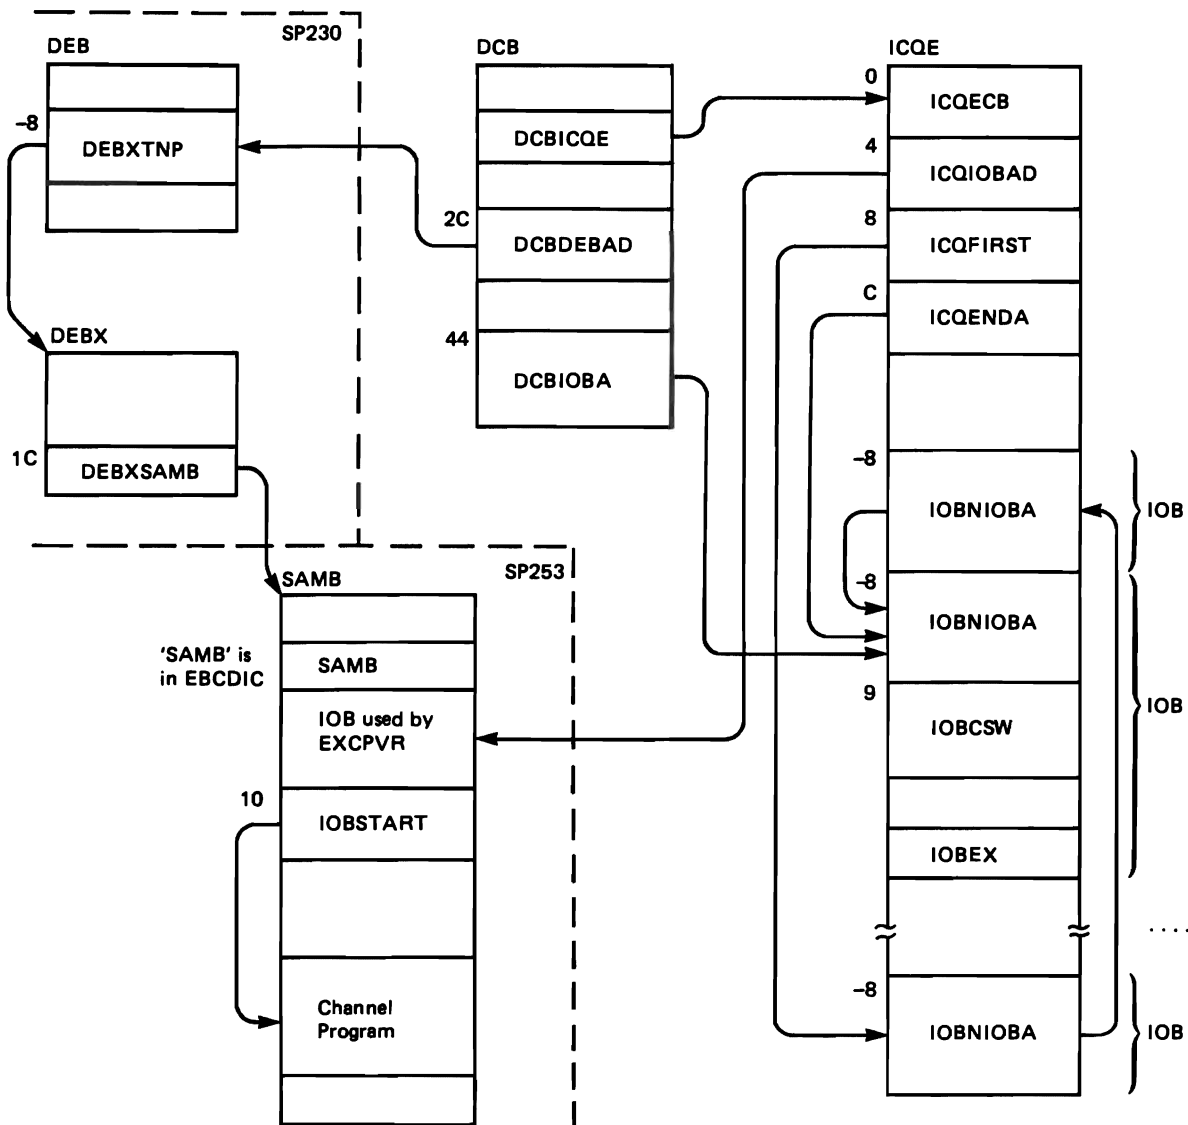 SP230
DEB
-8
DEBXTNP
DEBX
1C
DEBXSAMB
DCB
DCBICQE
2C
DCBDEBAD
44
DCBIOBA
ICQE
0
ICQECB
4
ICQIOBAD
8
ICQFIRST
C
ICQENDA
-8
IOBNIOBA
IOB
-8
IOBNIOBA
9
IOBCSW
IOBEX
IOB
. . . .
-8
IOBNIOBA
IOB
SP253
SAMB
'SAMB' is
in EBCDIC
SAMB
IOB used by
EXCPVR
10
IOBSTART
Channel
Program